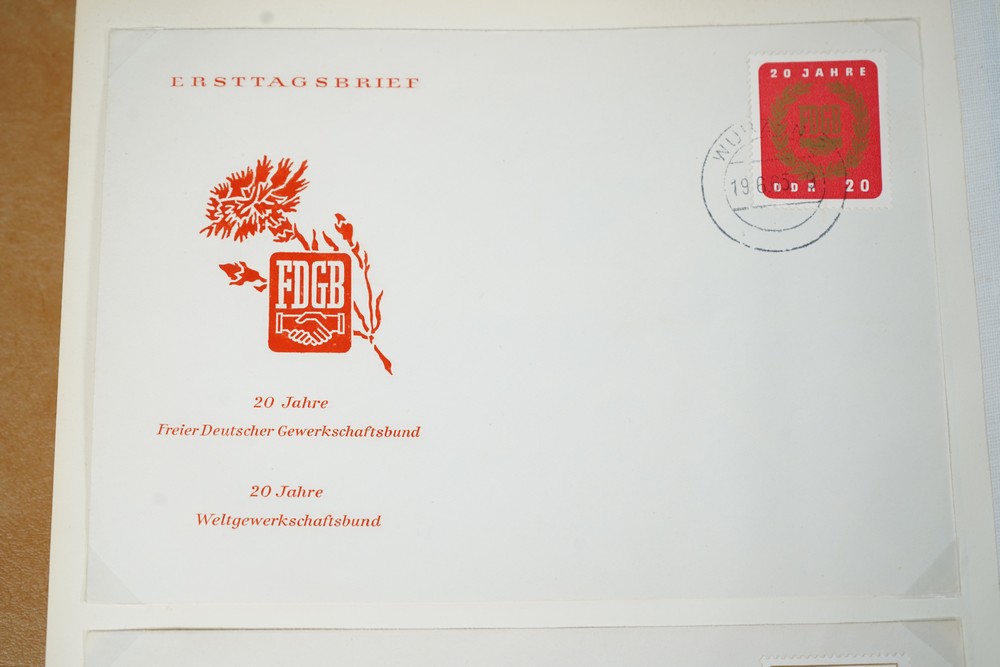 ERSTTAGSBRIEF
20 JAHRE
FDGB
DDR 20
FDGB
20 Jahre
Freier Deutscher Gewerkschaftsbund
20 Jahre
Weltgewerkschaftsbund